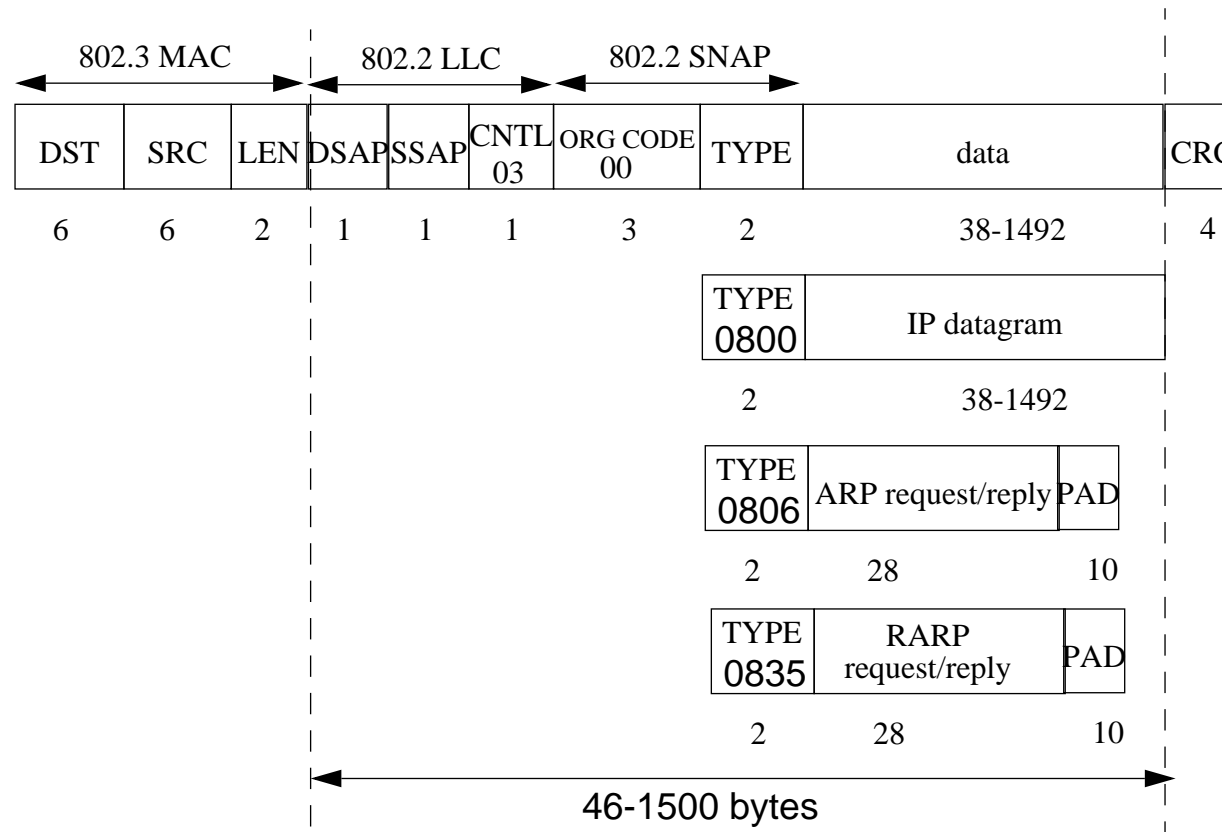 802.3 MAC 802.2 LLC 802.2 SNAP
DST SRC LEN DSAP SSAP CNTL 03 ORG CODE 00 TYPE data
6 6 2 1 1 1 3 2 38-1492 4
TYPE 0800 IP datagram
2 38-1492
TYPE 0806 ARP request/reply PAD
2 28 10
TYPE 0835 RARP request/reply PAD
2 28 10
46-1500 bytes